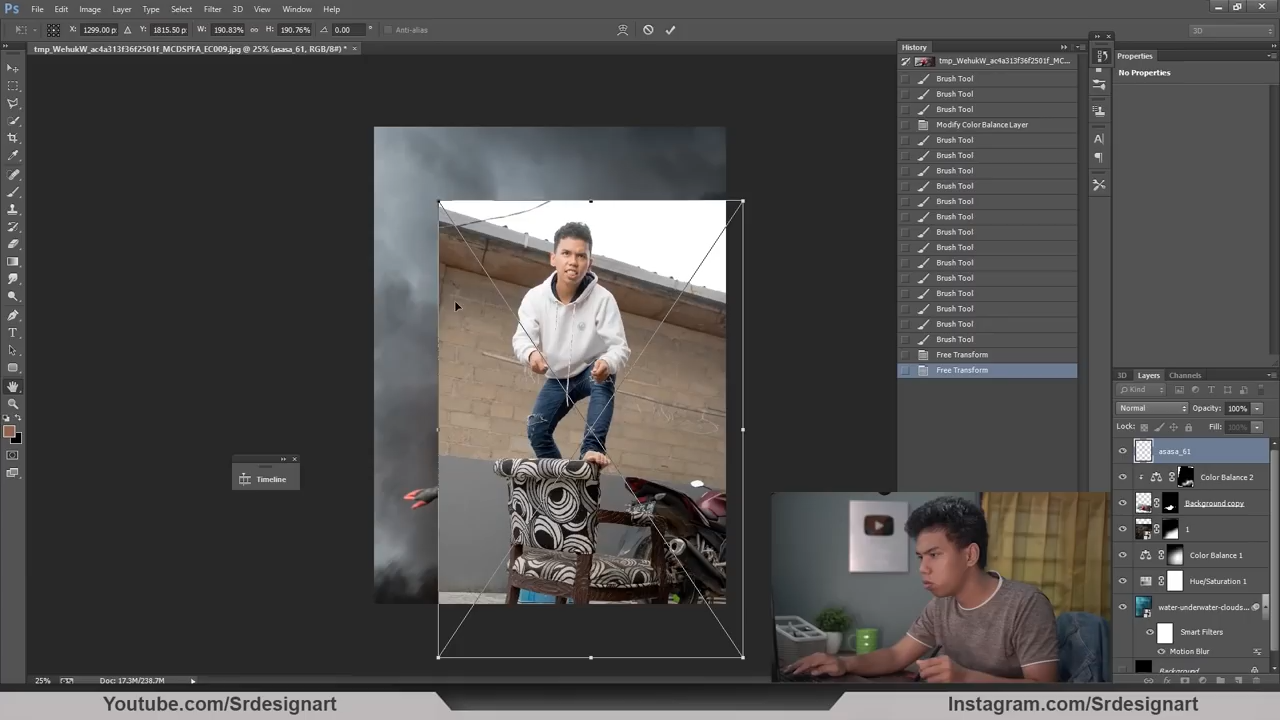 Ps File Edit Image Layer Type Select Filter 3D View Window Help
X: 1299.00 p Y: 1815.50 p W: 190.83% H: 190.76% 0.00 ° Anti-alias 3D
tmp_WehukW_ac4a313f36f2501f_MCDSPFA_EC009.jpg @ 25% (asasa_61, RGB/8#) *
History
tmp_WehukW_ac4a313f36f2501f_MC...
Brush Tool
Brush Tool
Brush Tool
Modify Color Balance Layer
Brush Tool
Brush Tool
Brush Tool
Brush Tool
Brush Tool
Brush Tool
Brush Tool
Brush Tool
Brush Tool
Brush Tool
Brush Tool
Brush Tool
Brush Tool
Brush Tool
Free Transform
Free Transform
Properties
No Properties
3D Layers Channels
Kind
Normal Opacity: 100%
Lock: Fill: 100%
asasa_61
Color Balance 2
Background copy
1
Color Balance 1
Hue/Saturation 1
water-underwater-clouds...
Smart Filters
Motion Blur
Background
Timeline
25% Doc: 17.3M/238.7M
Youtube.com/Srdesignart
Instagram.com/Srdesignart